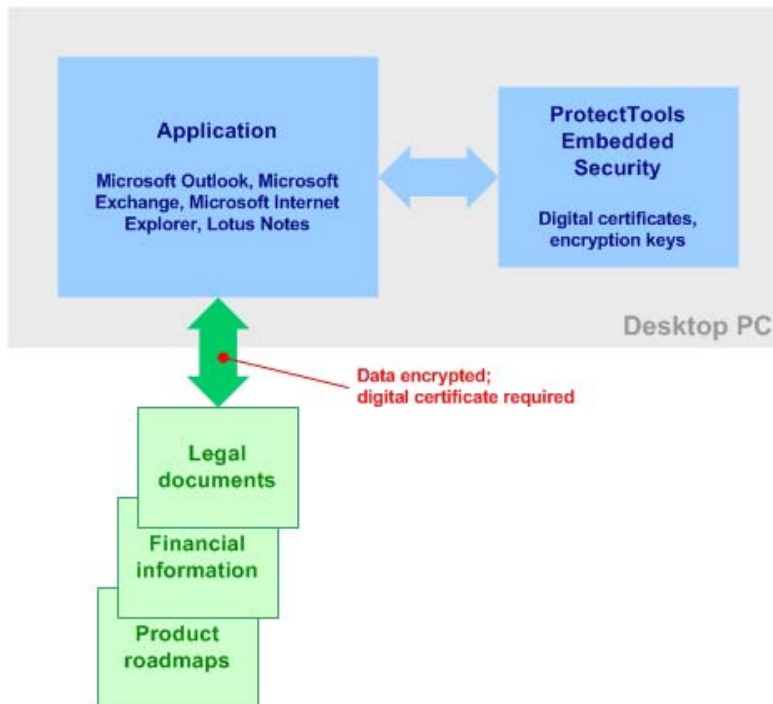 Application
Microsoft Outlook, Microsoft
Exchange, Microsoft Internet
Explorer, Lotus Notes
ProtectTools
Embedded
Security
Digital certificates,
encryption keys
Desktop PC
Data encrypted;
digital certificate required
Legal
documents
Financial
information
Product
roadmaps